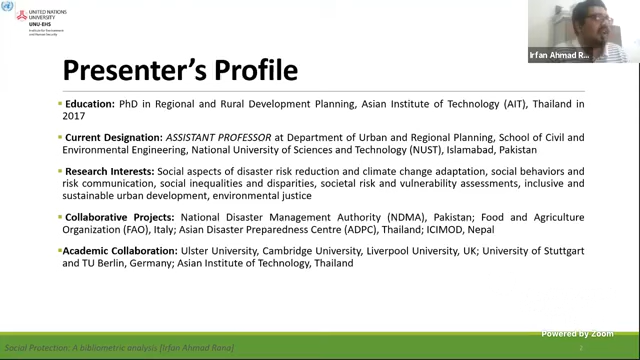 UNITED NATIONS
UNIVERSITY
UNU-EHS
Institute for Environment
and Human Security
Irfan Ahmad R...
Presenter's Profile
Education: PhD in Regional and Rural Development Planning, Asian Institute of Technology (AIT), Thailand in
2017
Current Designation: ASSISTANT PROFESSOR at Department of Urban and Regional Planning, School of Civil and
Environmental Engineering, National University of Sciences and Technology (NUST), Islamabad, Pakistan
Research Interests: Social aspects of disaster risk reduction and climate change adaptation, social behaviors and
risk communication, social inequalities and disparities, societal risk and vulnerability assessments, inclusive and
sustainable urban development, environmental justice
Collaborative Projects: National Disaster Management Authority (NDMA), Pakistan; Food and Agriculture
Organization (FAO), Italy; Asian Disaster Preparedness Centre (ADPC), Thailand; ICIMOD, Nepal
Academic Collaboration: Ulster University, Cambridge University, Liverpool University, UK; University of Stuttgart
and TU Berlin, Germany; Asian Institute of Technology, Thailand
Powered by Zoom
Social Protection: A bibliometric analysis [Irfan Ahmad Rana]
2